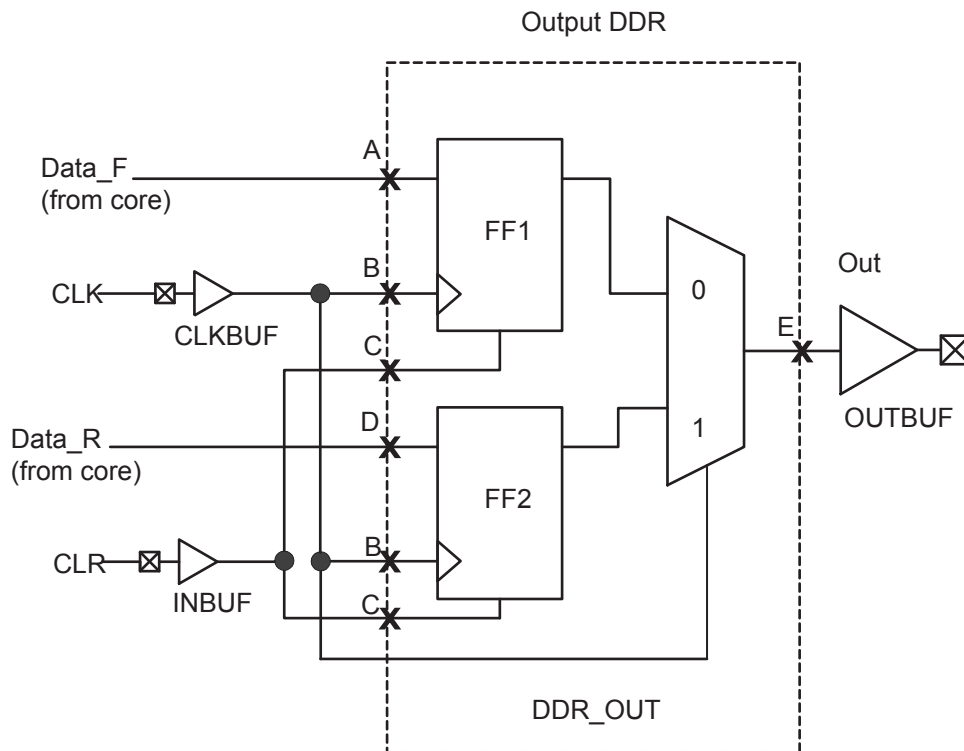 Output DDR
A
Data_F
(from core)
FF1
B
CLK
CLKBUF
0
Out
C
E
D
Data_R
(from core)
1
OUTBUF
FF2
B
CLR
INBUF
C
DDR_OUT